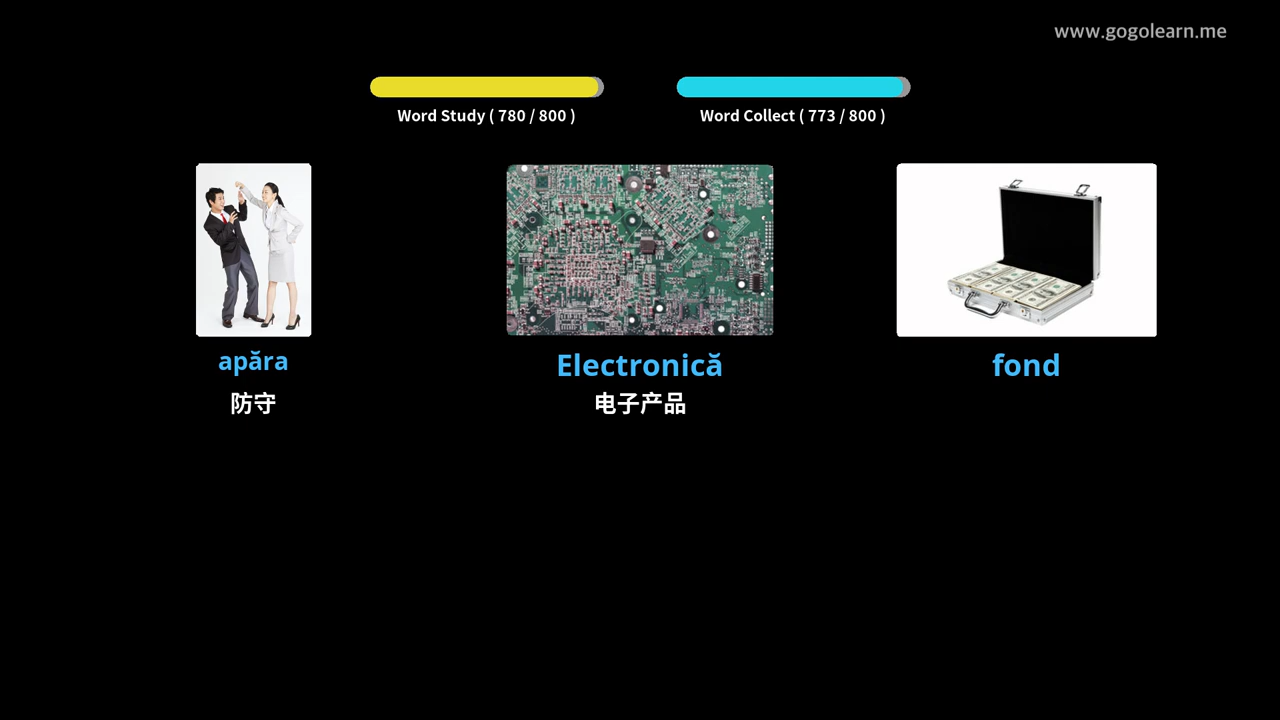 www.gogolearn.me
Word Study ( 780 / 800 )
Word Collect ( 773 / 800 )
apăra
Electronică
fond
防守
电子产品